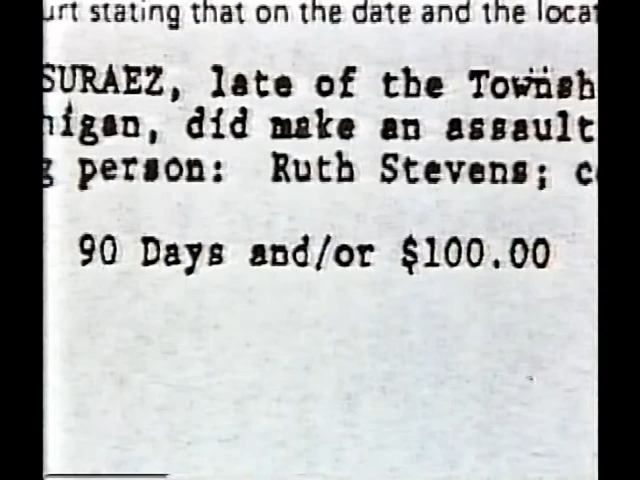 urt stating that on the date and the locat
SURAEZ, late of the Townsh
higan, did make an assault
g person: Ruth Stevens; c
90 Days and/or $100.00